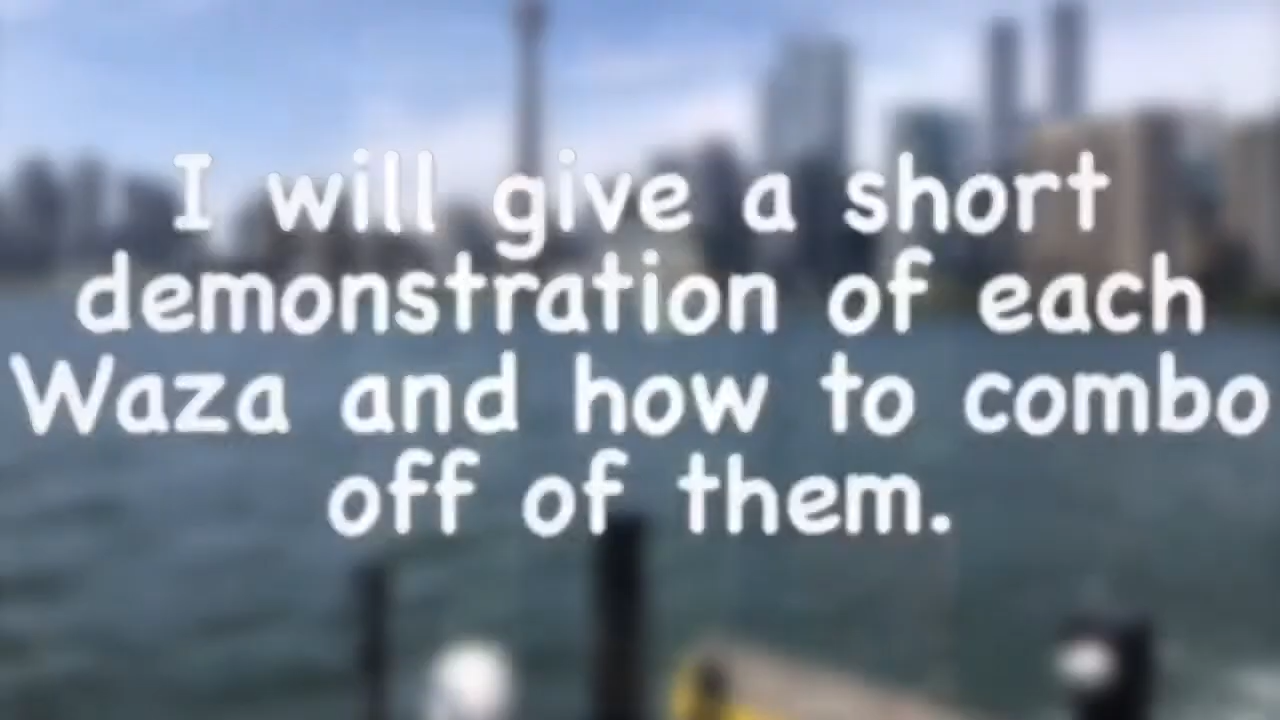 I will give a short
demonstration of each
Waza and how to combo
off of them.